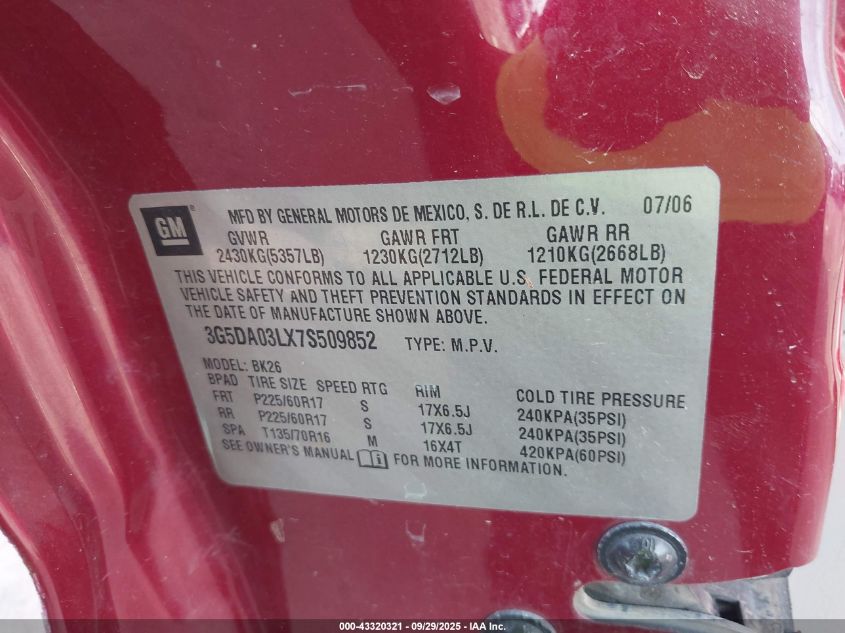 GM ® MFD BY GENERAL MOTORS DE MEXICO, S. DE R.L. DE C.V. 07/06
GVWR GAWR FRT GAWR RR
2430KG(5357LB) 1230KG(2712LB) 1210KG(2668LB)
THIS VEHICLE CONFORMS TO ALL APPLICABLE U.S. FEDERAL MOTOR
VEHICLE SAFETY AND THEFT PREVENTION STANDARDS IN EFFECT ON
THE DATE OF MANUFACTURE SHOWN ABOVE.
3G5DA03LX7S509852 TYPE: M.P.V.
MODEL: BK26
BPAD TIRE SIZE SPEED RTG RIM COLD TIRE PRESSURE
FRT P225/60R17 S 17X6.5J 240KPA(35PSI)
RR P225/60R17 S 17X6.5J 240KPA(35PSI)
SPA T135/70R16 M 16X4T 420KPA(60PSI)
SEE OWNER'S MANUAL FOR MORE INFORMATION.
000-43320321 - 09/29/2025 - IAA Inc.